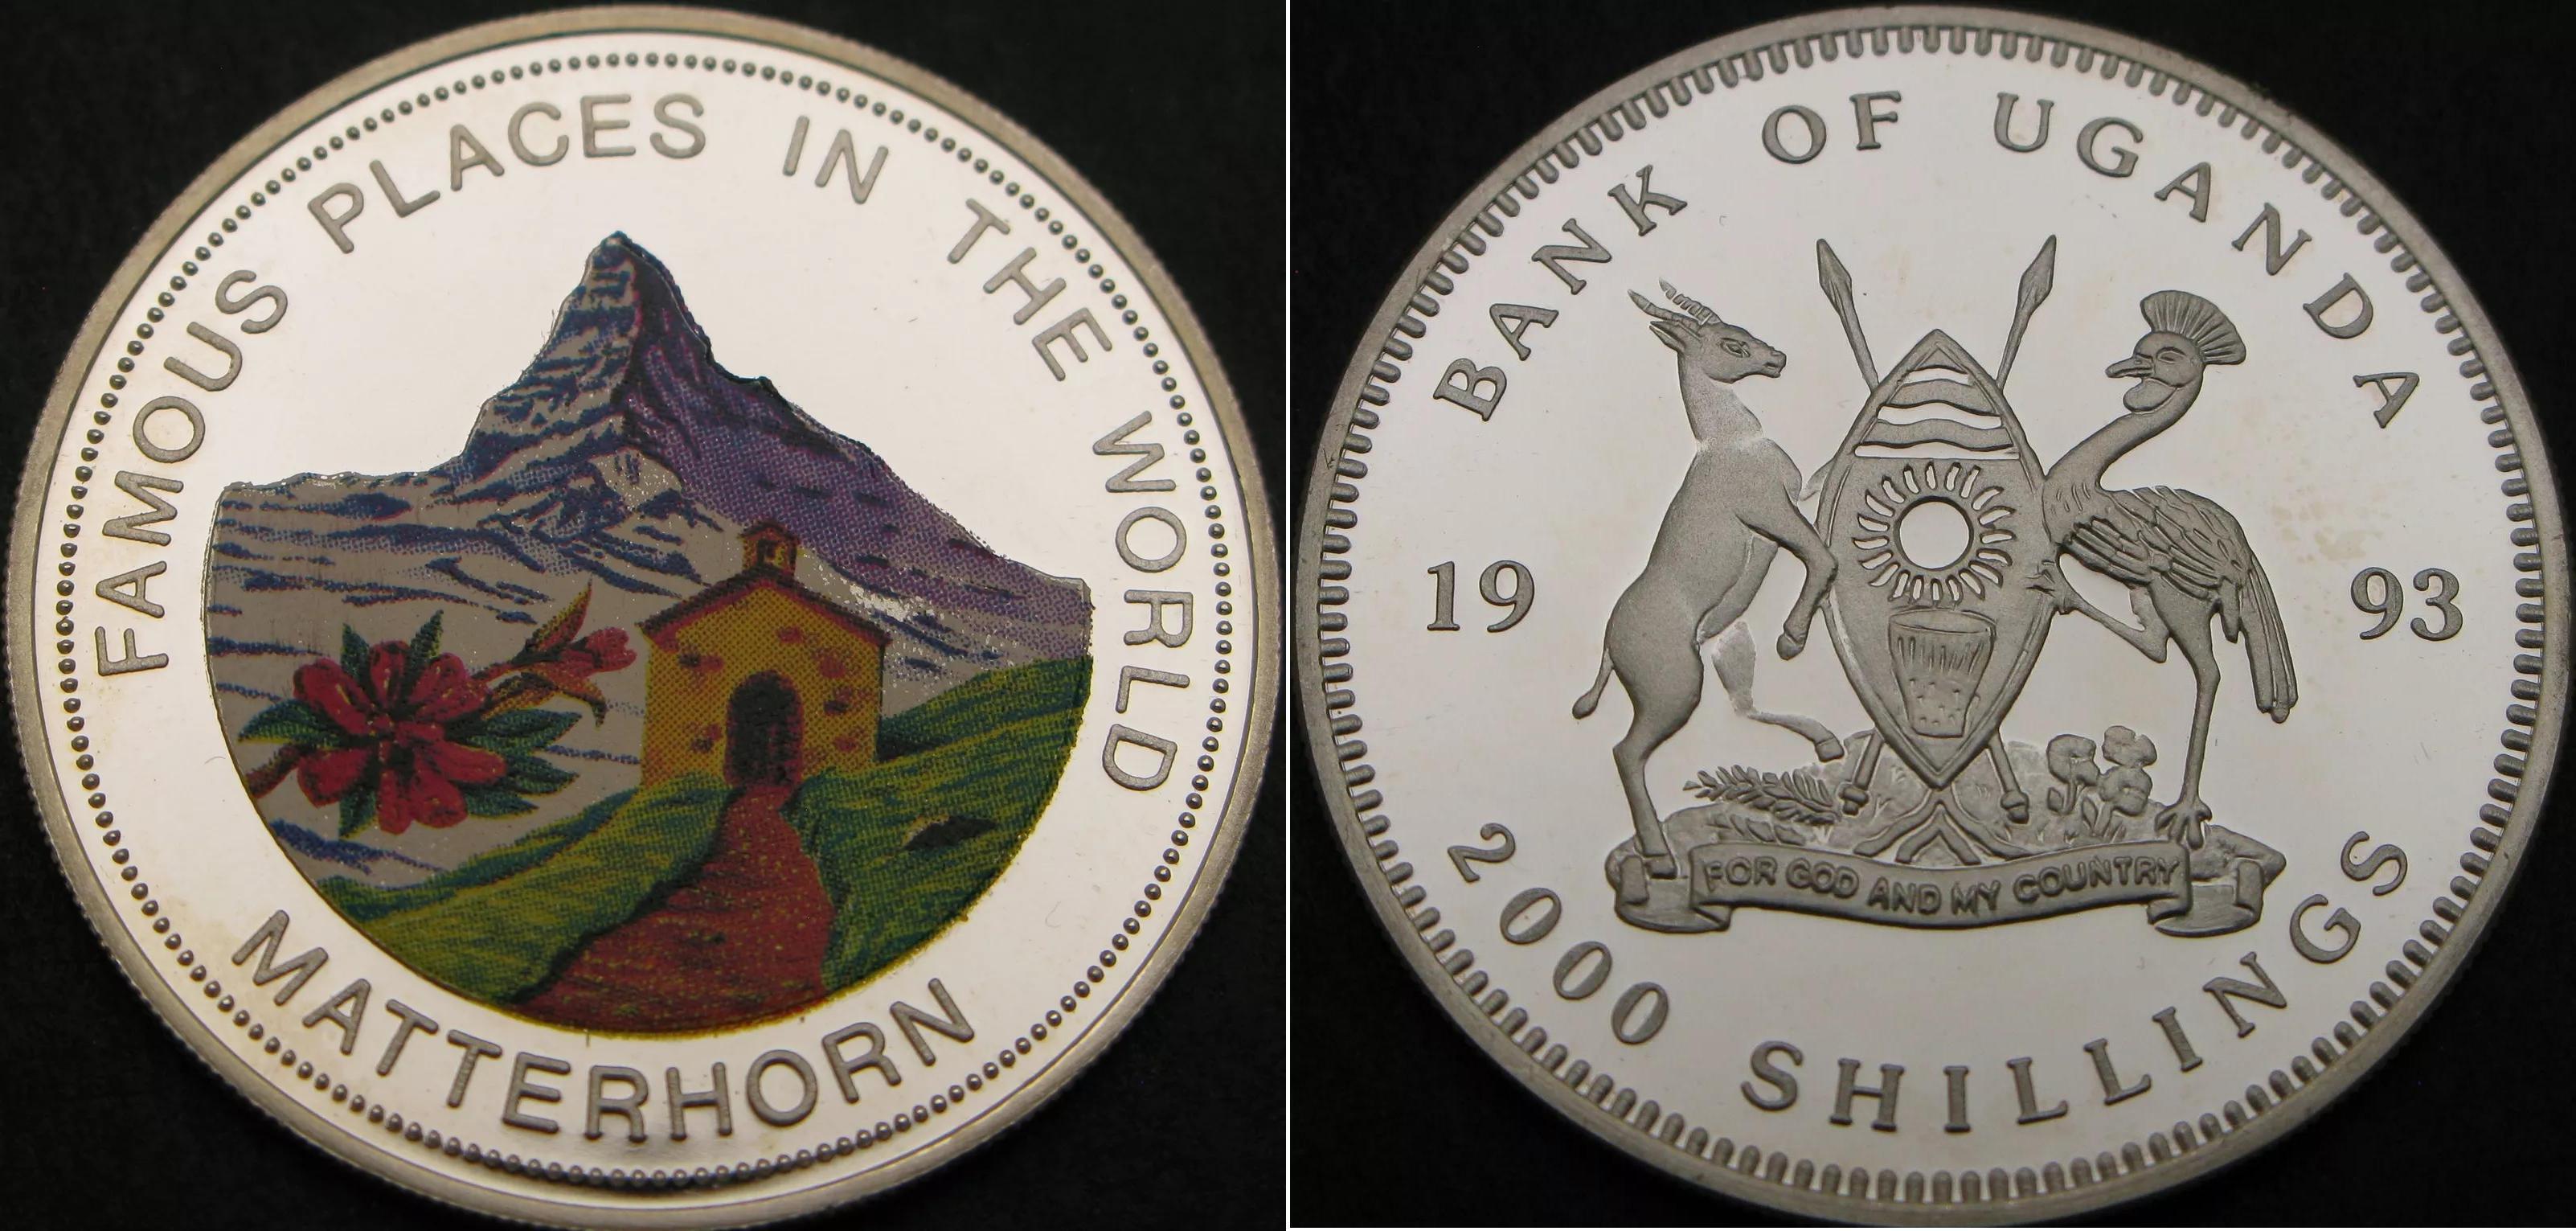 FAMOUS PLACES IN THE WORLD
MATTERHORN
BANK OF UGANDA
19 93
FOR GOD AND MY COUNTRY
2000 SHILLINGS